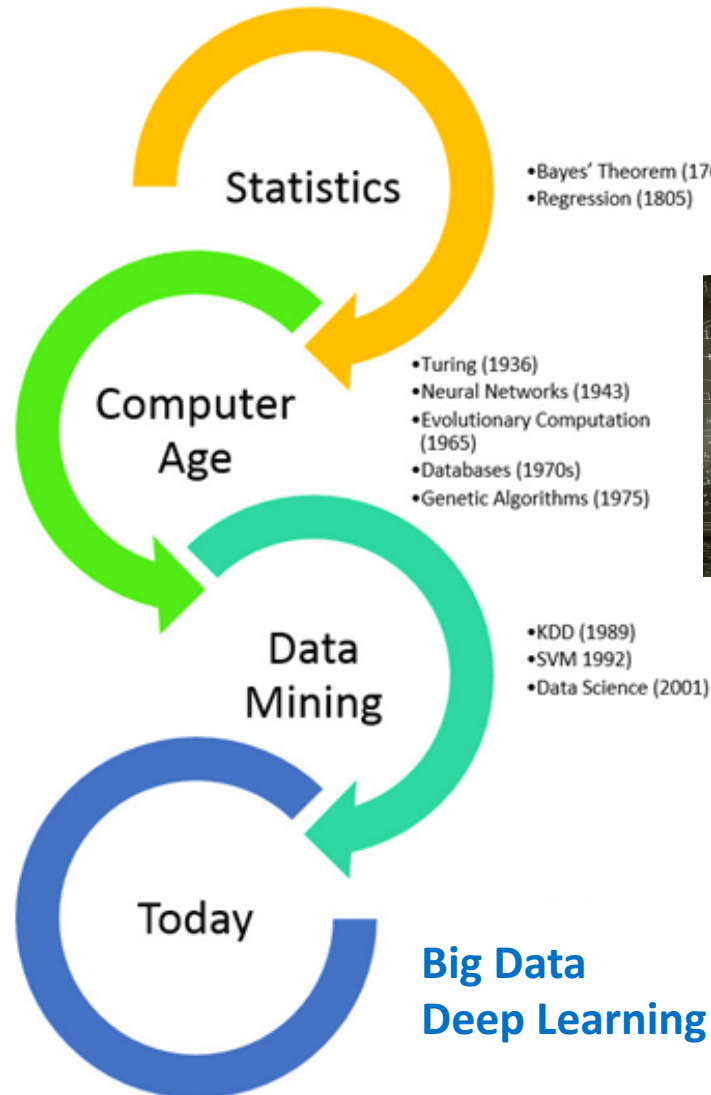 Statistics
•Bayes' Theorem
•Regression (1805)
Computer
Age
•Turing (1936)
•Neural Networks (1943)
•Evolutionary Computation
(1965)
•Databases (1970s)
•Genetic Algorithms (1975)
Data
Mining
•KDD (1989)
•SVM 1992)
•Data Science (2001)
Today
Big Data
Deep Learning